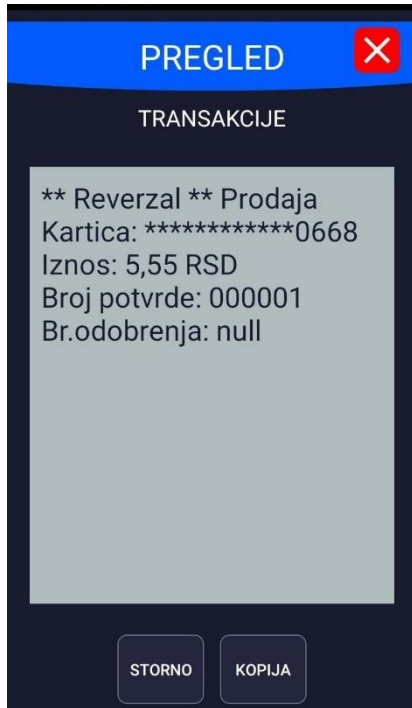 PREGLED
TRANSAKCIJE
** Reverzal ** Prodaja
Kartica: ************0668
Iznos: 5,55 RSD
Broj potvrde: 000001
Br.odobrenja: null
STORNO
KOPIJA